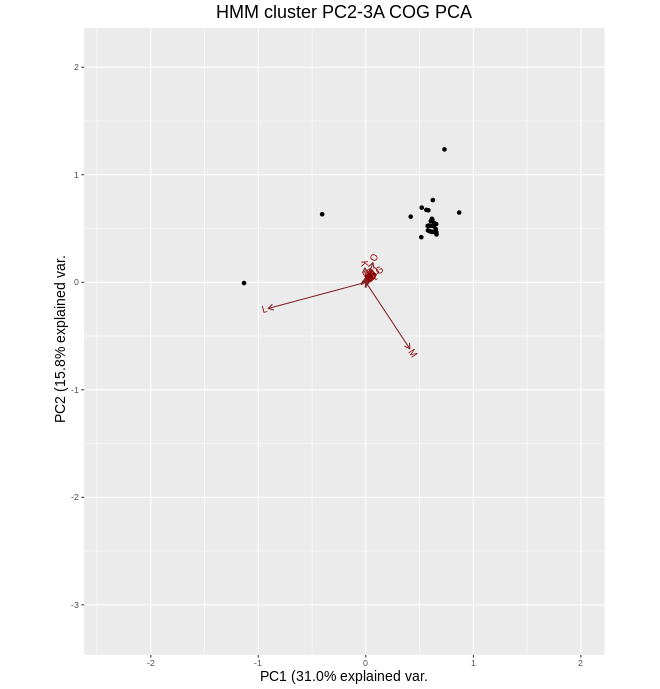 HMM cluster PC2-3A COG PCA
2
1
0
-1
-2
-3
PC2 (15.8% explained var.
K
O
G
L
M
-2
-1
0
1
2
PC1 (31.0% explained var.